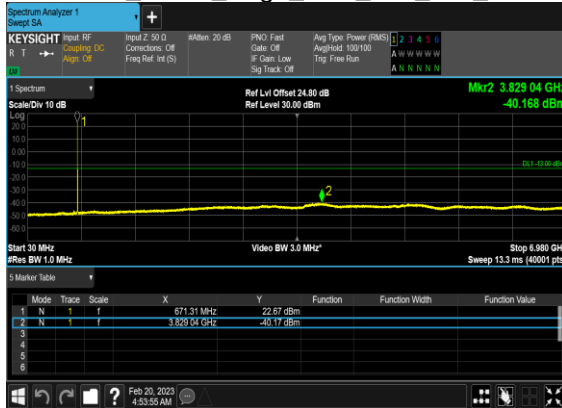 Spectrum Analyzer 1
Swept SA
+
KEYSIGHT Input: RF Input Z: 50 Ω #Atten: 20 dB PNO: Fast Avg Type: Power (RMS) 1 2 3 4 5 6
R T Coupling: DC Corrections: Off Gate: Off Avg|Hold: 100/100 A W W W W W
Align: Off Freq Ref: Int (S) IF Gain: Low Trig: Free Run
LU Sig Track: Off A N N N N N
1 Spectrum Ref Lvl Offset 24.80 dB Mkr2 3.829 04 GHz
Scale/Div 10 dB Ref Level 30.00 dBm -40.168 dBm
Log
20.0 1
10.0
0.00
-10.0 DL1 -13.00 dBm
-20.0
-30.0 2
-40.0
-50.0
-60.0
Start 30 MHz Video BW 3.0 MHz* Stop 6.980 GHz
#Res BW 1.0 MHz Sweep 13.3 ms (40001 pts)
5 Marker Table
Mode Trace Scale X Y Function Function Width Function Value
1 N 1 f 671.31 MHz 22.67 dBm
2 N 1 f 3.829 04 GHz -40.17 dBm
3
4
5
6
? Feb 20, 2023
4:53:55 AM